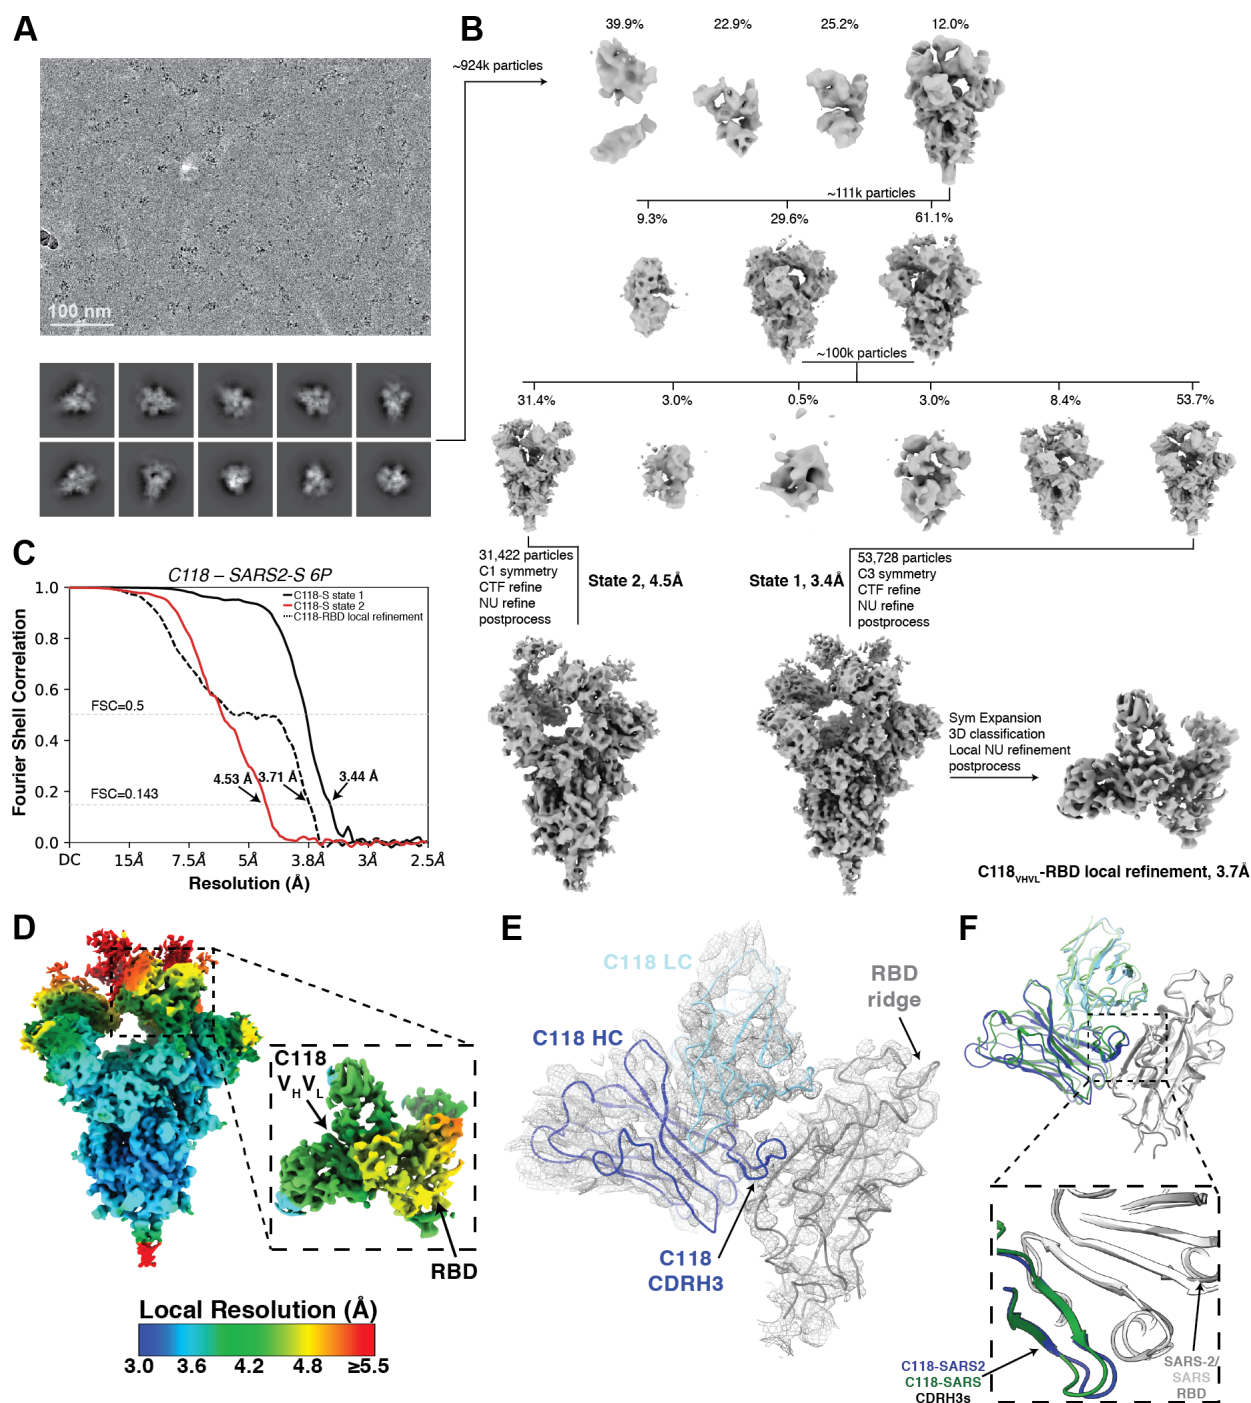 A
100 nm
B
~924k particles
39.9%
22.9%
25.2%
12.0%
~111k particles
9.3%
29.6%
61.1%
~100k particles
31.4%
3.0%
0.5%
3.0%
8.4%
53.7%
31,422 particles
C1 symmetry
CTF refine
NU refine
postprocess
State 2, 4.5Å
State 1, 3.4Å
53,728 particles
C3 symmetry
CTF refine
NU refine
postprocess
Sym Expansion
3D classification
Local NU refinement
postprocess
C118VHVL-RBD local refinement, 3.7Å
C
C118 – SARS2-S 6P
C118-S state 1
C118-S state 2
C118-RBD local refinement
Fourier Shell Correlation
1.0
0.8
0.6
0.4
0.2
0.0
FSC=0.5
FSC=0.143
4.53 Å
3.71 Å
3.44 Å
DC
15Å
7.5Å
5Å
3.8Å
3Å
2.5Å
Resolution (Å)
D
C118
VHVL
RBD
Local Resolution (Å)
3.0
3.6
4.2
4.8
≥5.5
E
C118 LC
C118 HC
RBD
ridge
C118
CDRH3
F
C118-SARS2
C118-SARS
CDRH3s
SARS-2/
SARS
RBD